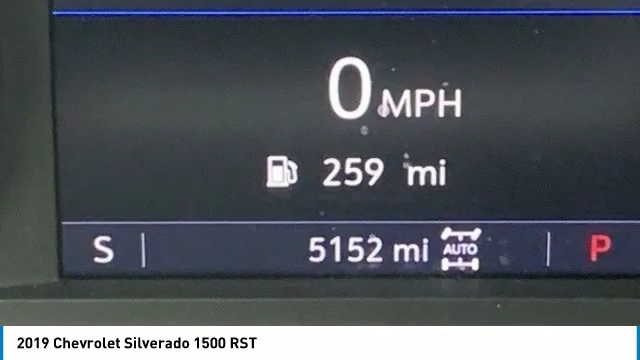 0 MPH
259 mi
S 5152 mi AUTO P
2019 Chevrolet Silverado 1500 RST